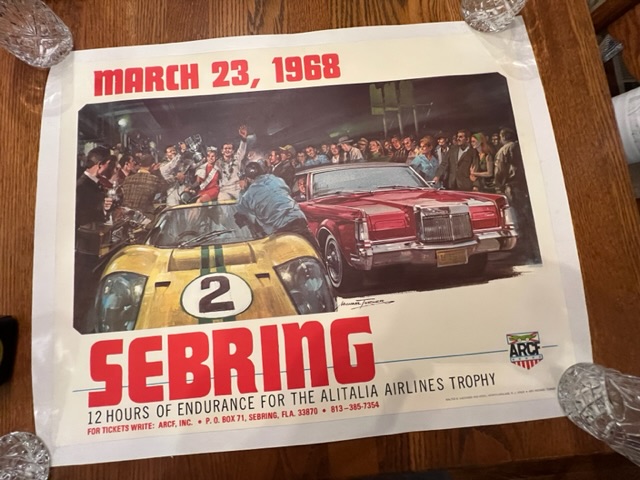 MARCH 23, 1968
2
SEBRING
ARCF
12 HOURS OF ENDURANCE FOR THE ALITALIA AIRLINES TROPHY
FOR TICKETS WRITE: ARCF, INC. • P. O. BOX 71, SEBRING, FLA. 33870 • 813–385-7354